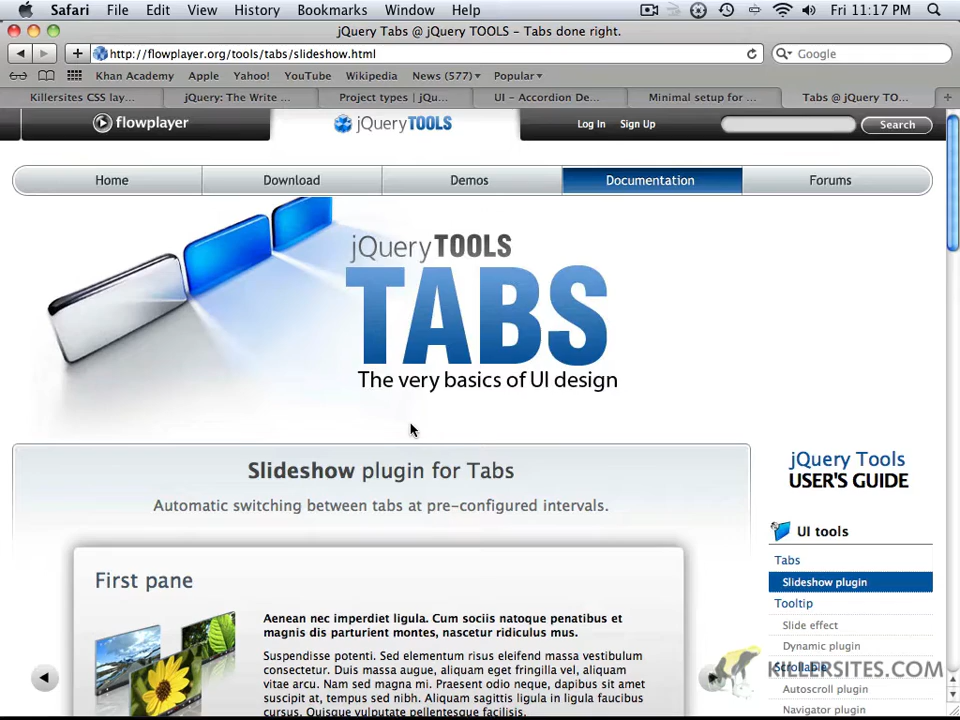 Safari File Edit View History Bookmarks Window Help Fri 11:17 PM
jQuery Tabs @ jQuery TOOLS – Tabs done right.
http://flowplayer.org/tools/tabs/slideshow.html Google
Khan Academy Apple Yahoo! YouTube Wikipedia News (577) Popular
Killersites CSS lay... jQuery: The Write ... Project types | jQu... UI - Accordion De... Minimal setup for ... Tabs @ jQuery TO...
flowplayer jQueryTOOLS Log In Sign Up Search
Home Download Demos Documentation Forums
jQueryTOOLS
TABS
The very basics of UI design
Slideshow plugin for Tabs
Automatic switching between tabs at pre-configured intervals.
First pane
Aenean nec imperdiet ligula. Cum sociis natoque penatibus et
magnis dis parturient montes, nascetur ridiculus mus.
Suspendisse potenti. Sed elementum risus eleifend massa vestibulum
consectetur. Duis massa augue, aliquam eget fringilla vel, aliquam
vitae arcu. Nam sed magna mi. Praesent odio neque, dapibus sit amet
suscipit at, tempus sed nibh. Aliquam sagittis ligula in ligula faucibus
cursus. Quisque vulputate pellentesque facilisis.
jQuery Tools
USER'S GUIDE
UI tools
Tabs
Slideshow plugin
Tooltip
Slide effect
Dynamic plugin
Scrollable
KILLERSITES.COM
Autoscroll plugin
Navigator plugin